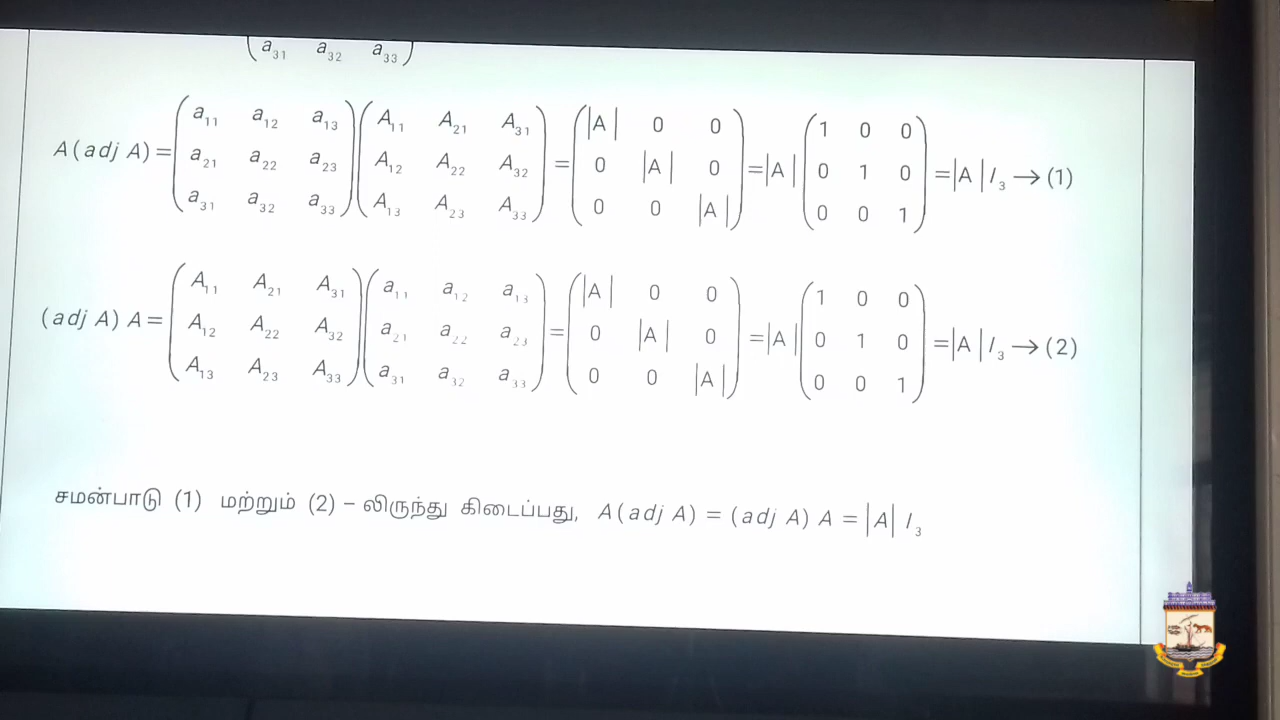 a₃₁ a₃₂ a₃₃
A(adj A) = (a₁₁ a₁₂ a₁₃; a₂₁ a₂₂ a₂₃; a₃₁ a₃₂ a₃₃) (A₁₁ A₂₁ A₃₁; A₁₂ A₂₂ A₃₂; A₁₃ A₂₃ A₃₃) = (|A| 0 0; 0 |A| 0; 0 0 |A|) = |A| (1 0 0; 0 1 0; 0 0 1) = |A| I₃ → (1)
(adj A) A = (A₁₁ A₂₁ A₃₁; A₁₂ A₂₂ A₃₂; A₁₃ A₂₃ A₃₃) (a₁₁ a₁₂ a₁₃; a₂₁ a₂₂ a₂₃; a₃₁ a₃₂ a₃₃) = (|A| 0 0; 0 |A| 0; 0 0 |A|) = |A| (1 0 0; 0 1 0; 0 0 1) = |A| I₃ → (2)
சமன்பாடு (1) மற்றும் (2) – லிருந்து கிடைப்பது, A(adj A) = (adj A) A = |A| I₃